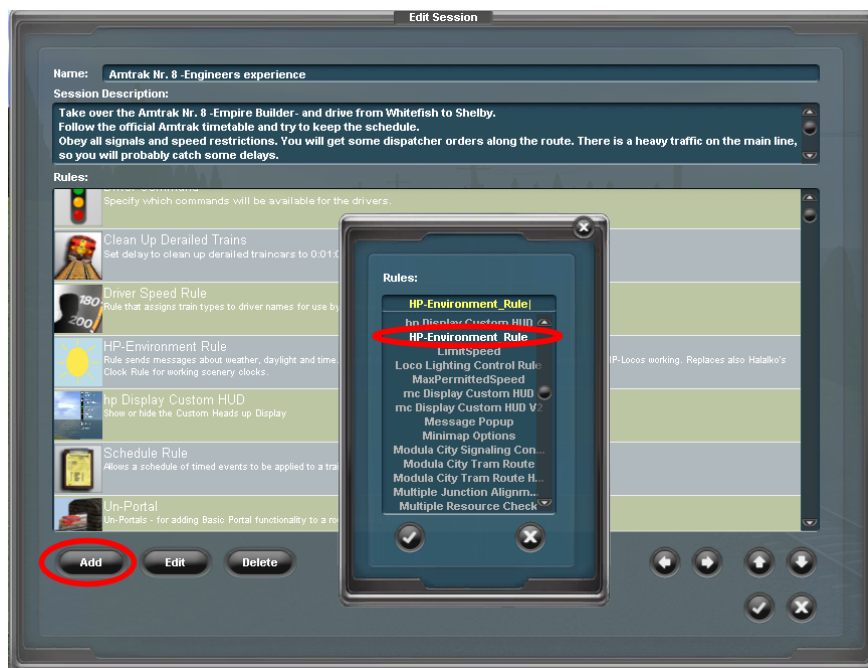 Edit Session
Name: Amtrak Nr. 8 -Engineers experience
Session Description:
Take over the Amtrak Nr. 8 -Empire Builder- and drive from Whitefish to Shelby.
Follow the official Amtrak timetable and try to keep the schedule.
Obey all signals and speed restrictions. You will get some dispatcher orders along the route. There is a heavy traffic on the main line,
so you will probably catch some delays.
Rules:
Driver Command
Specify which commands will be available for the drivers.
Clean Up Derailed Trains
Set delay to clean up derailed traincars to 0:01:0
180
200
Driver Speed Rule
Rule that assigns train types to driver names for use by
HP-Environment Rule
Rule sends messages about weather, daylight and time.
IP-Locos working. Replaces also Halalko's
Clock Rule for working scenery clocks.
hp Display Custom HUD
Show or hide the Custom Heads up Display
Schedule Rule
Allows a schedule of timed events to be applied to a trai
Un-Portal
Un-Portals - for adding Basic Portal functionality to a ro
Add
Edit
Delete
Rules:
HP-Environment_Rule
hp Display Custom HUD
HP-Environment Rule
LimitSpeed
Loco Lighting Control Rule
MaxPermittedSpeed
mc Display Custom HUD
mc Display Custom HUD V2
Message Popup
Minimap Options
Modula City Signaling Con...
Modula City Tram Route
Modula City Tram Route H...
Multiple Junction Alignm...
Multiple Resource Check